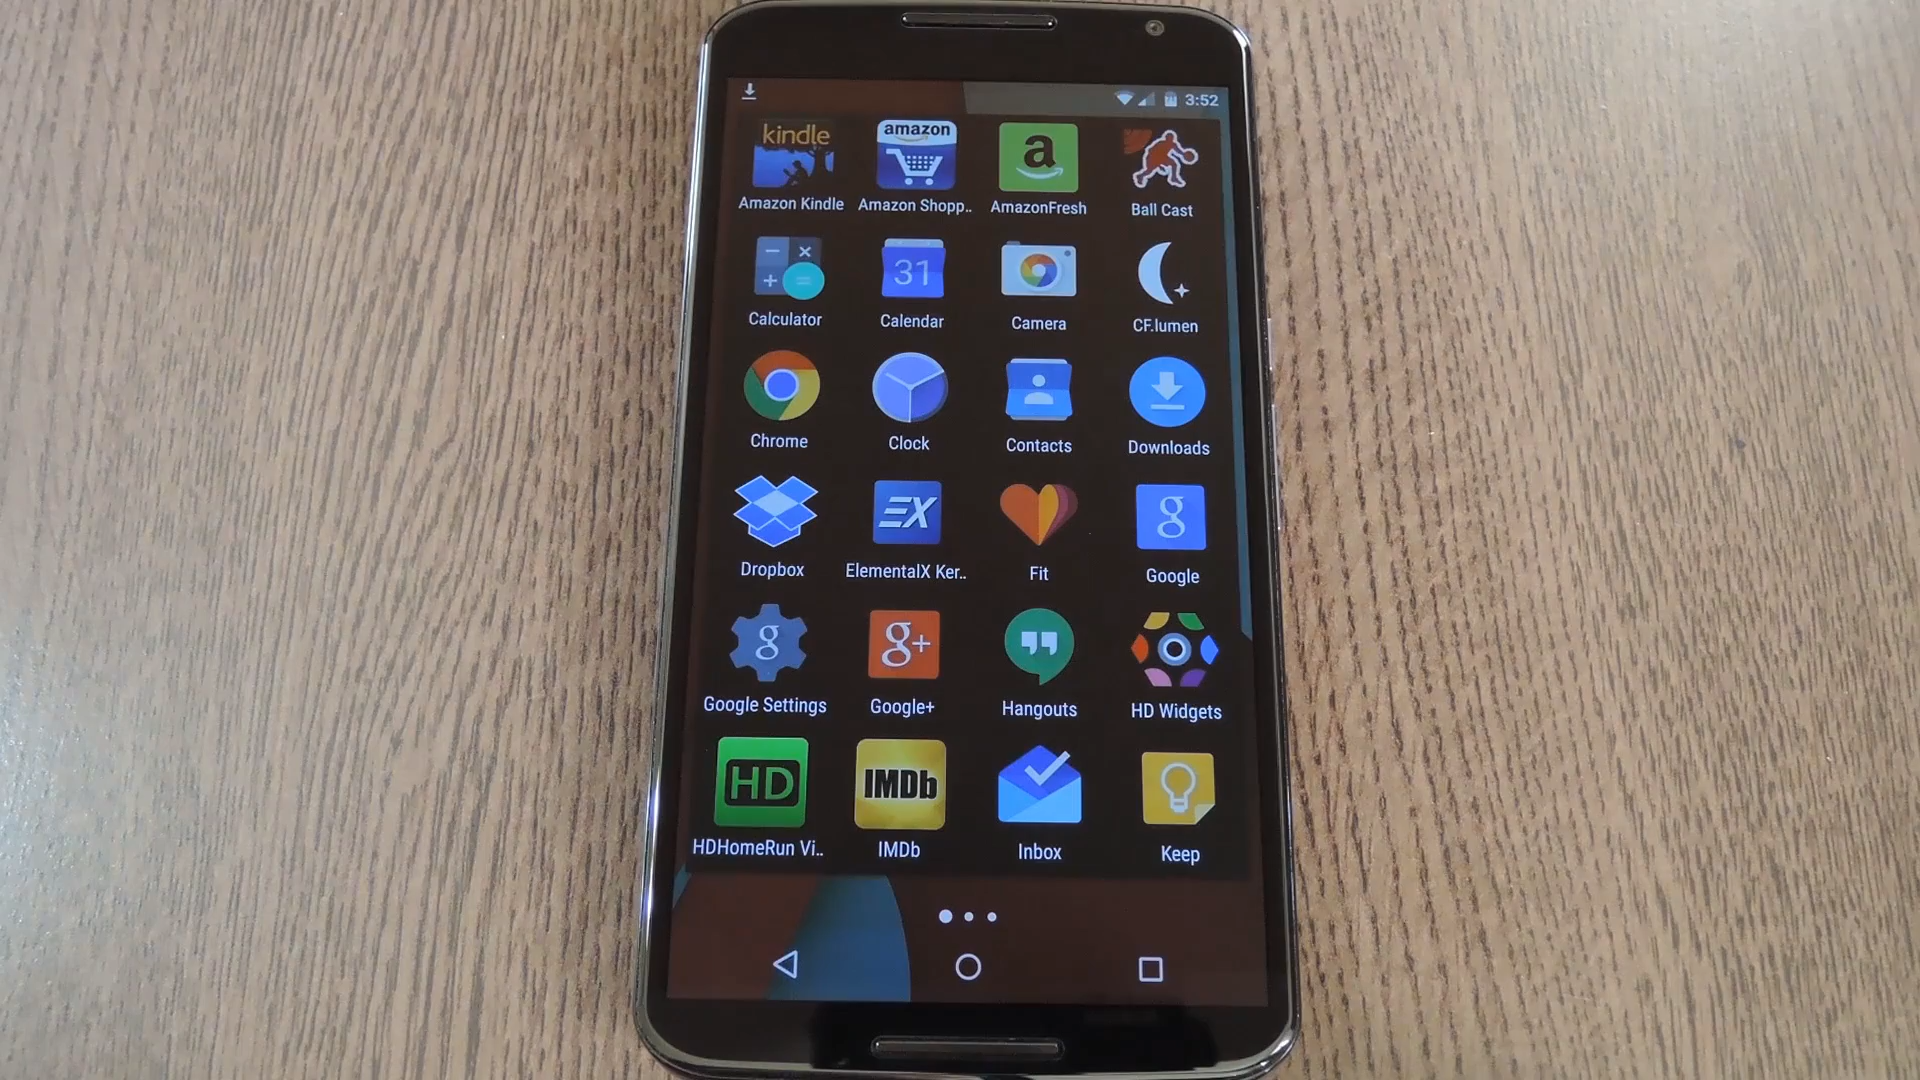 3:52
kindle
amazon
a
Amazon Kindle
Amazon Shopp..
AmazonFresh
Ball Cast
31
Calculator
Calendar
Camera
CF.lumen
Chrome
Clock
Contacts
Downloads
EX
g
Dropbox
ElementalX Ker..
Fit
Google
g
g+
Google Settings
Google+
Hangouts
HD Widgets
HD
IMDb
HDHomeRun Vi..
IMDb
Inbox
Keep